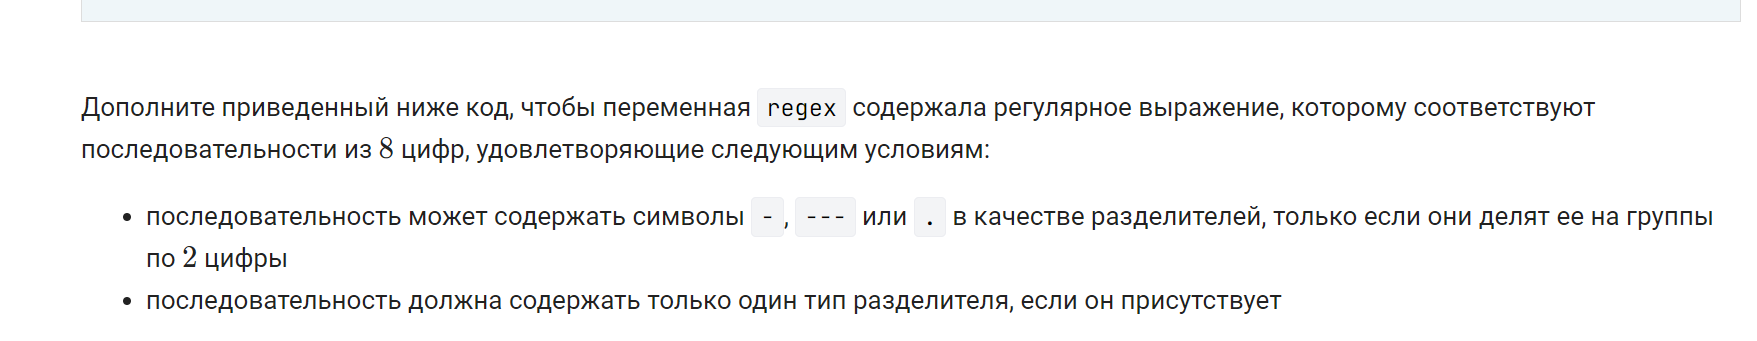 Дополните приведенный ниже код, чтобы переменная regex содержала регулярное выражение, которому соответствуют
последовательности из 8 цифр, удовлетворяющие следующим условиям:
• последовательность может содержать символы -, --- или . в качестве разделителей, только если они делят ее на группы
по 2 цифры
• последовательность должна содержать только один тип разделителя, если он присутствует